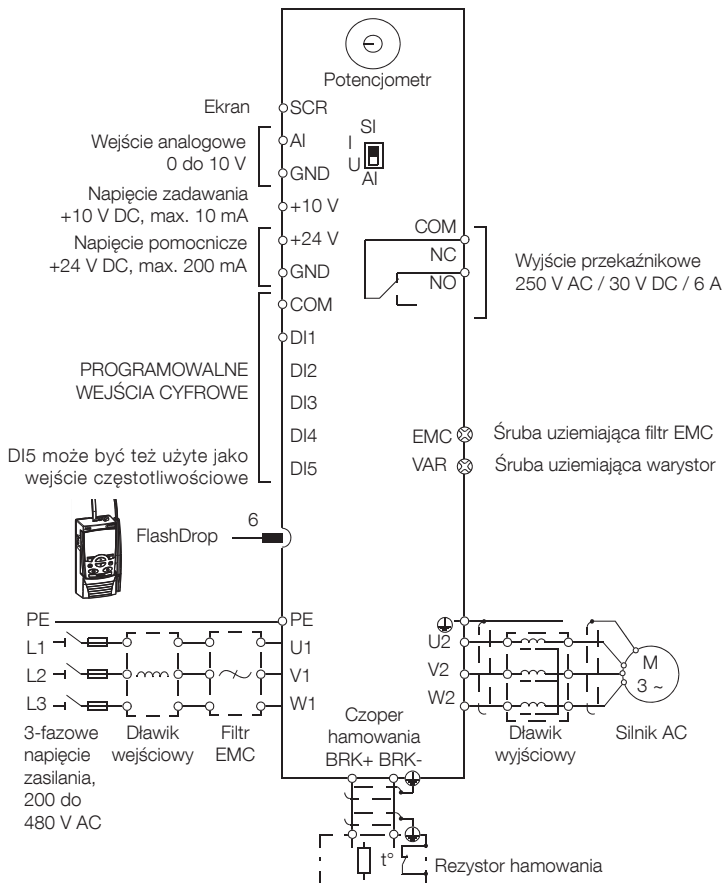 Potencjometr
Ekran
SCR
Wejście analogowe
0 do 10 V
AI
GND
SI
I
U
AI
Napięcie zadawania
+10 V DC, max. 10 mA
+10 V
Napięcie pomocnicze
+24 V DC, max. 200 mA
+24 V
GND
COM
NC
NO
Wyjście przekaźnikowe
250 V AC / 30 V DC / 6 A
COM
DI1
PROGRAMOWALNE
WEJŚCIA CYFROWE
DI2
DI3
DI4
DI5 może być też użyte jako
wejście częstotliwościowe
DI5
EMC
Śruba uziemiająca filtr EMC
VAR
Śruba uziemiająca warystor
FlashDrop
6
PE
PE
L1
U1
L2
V1
L3
W1
U2
V2
W2
M
3 ~
3-fazowe
napięcie
zasilania,
200 do
480 V AC
Dławik
wejściowy
Filtr
EMC
Czoper
hamowania
BRK+ BRK-
Dławik
wyjściowy
Silnik AC
t°
Rezystor hamowania